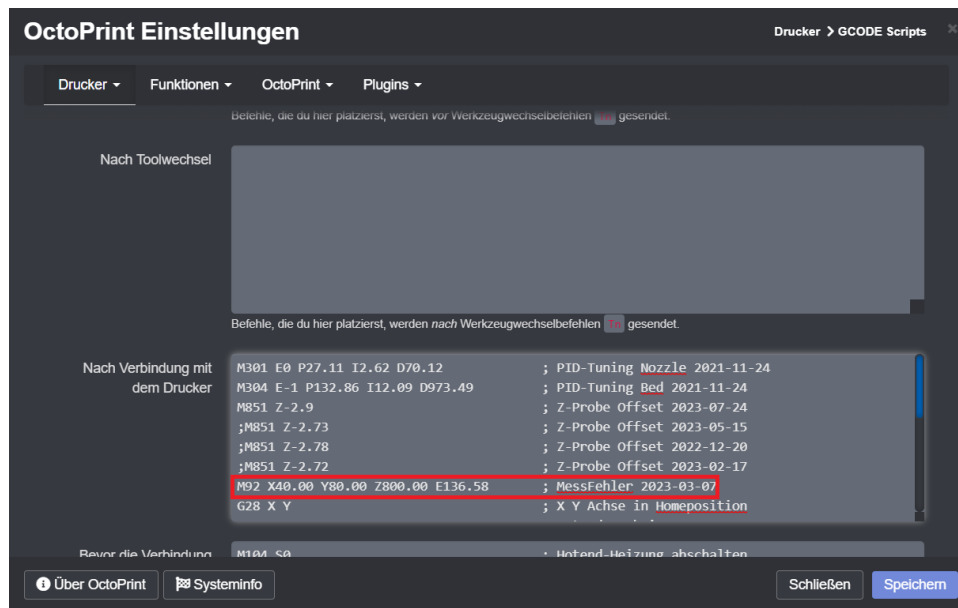 OctoPrint Einstellungen
Drucker > GCODE Scripts
Drucker
Funktionen
OctoPrint
Plugins
Befehle, die du hier platzierst, werden vor Werkzeugwechselbefehlen Tn gesendet.
Nach Toolwechsel
Befehle, die du hier platzierst, werden nach Werkzeugwechselbefehlen Tn gesendet.
Nach Verbindung mit
dem Drucker
M301 E0 P27.11 I2.62 D70.12 ; PID-Tuning Nozzle 2021-11-24
M304 E-1 P132.86 I12.09 D973.49 ; PID-Tuning Bed 2021-11-24
M851 Z-2.9 ; Z-Probe Offset 2023-07-24
;M851 Z-2.73 ; Z-Probe Offset 2023-05-15
;M851 Z-2.78 ; Z-Probe Offset 2022-12-20
;M851 Z-2.72 ; Z-Probe Offset 2023-02-17
M92 X40.00 Y80.00 Z800.00 E136.58 ; MessFehler 2023-03-07
G28 X Y ; X Y Achse in Homeposition
Bevor die Verbindung
M104 S0 ; Hotend-Heizung abschalten
Über OctoPrint
Systeminfo
Schließen
Speichern